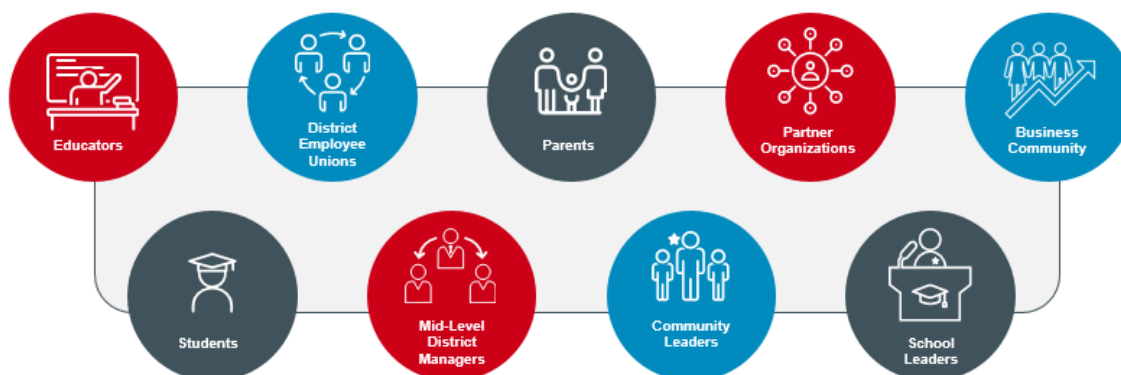 Educators
District
Employee
Unions
Parents
Partner
Organizations
Business
Community
Students
Mid-Level
District
Managers
Community
Leaders
School
Leaders